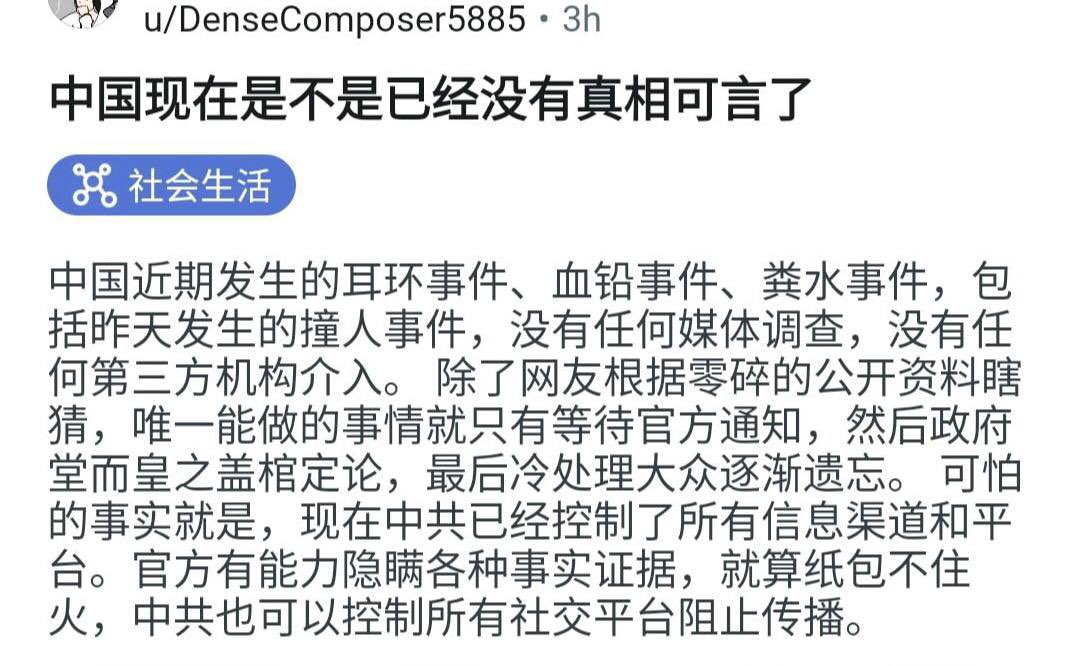 u/DenseComposer5885 • 3h
中国现在是不是已经没有真相可言了
社会生活
中国近期发生的耳环事件、血铅事件、粪水事件，包
括昨天发生的撞人事件，没有任何媒体调查，没有任
何第三方机构介入。 除了网友根据零碎的公开资料瞎
猜，唯一能做的事情就只有等待官方通知，然后政府
堂而皇之盖棺定论，最后冷处理大众逐渐遗忘。 可怕
的事实就是，现在中共已经控制了所有信息渠道和平
台。官方有能力隐瞒各种事实证据，就算纸包不住
火，中共也可以控制所有社交平台阻止传播。